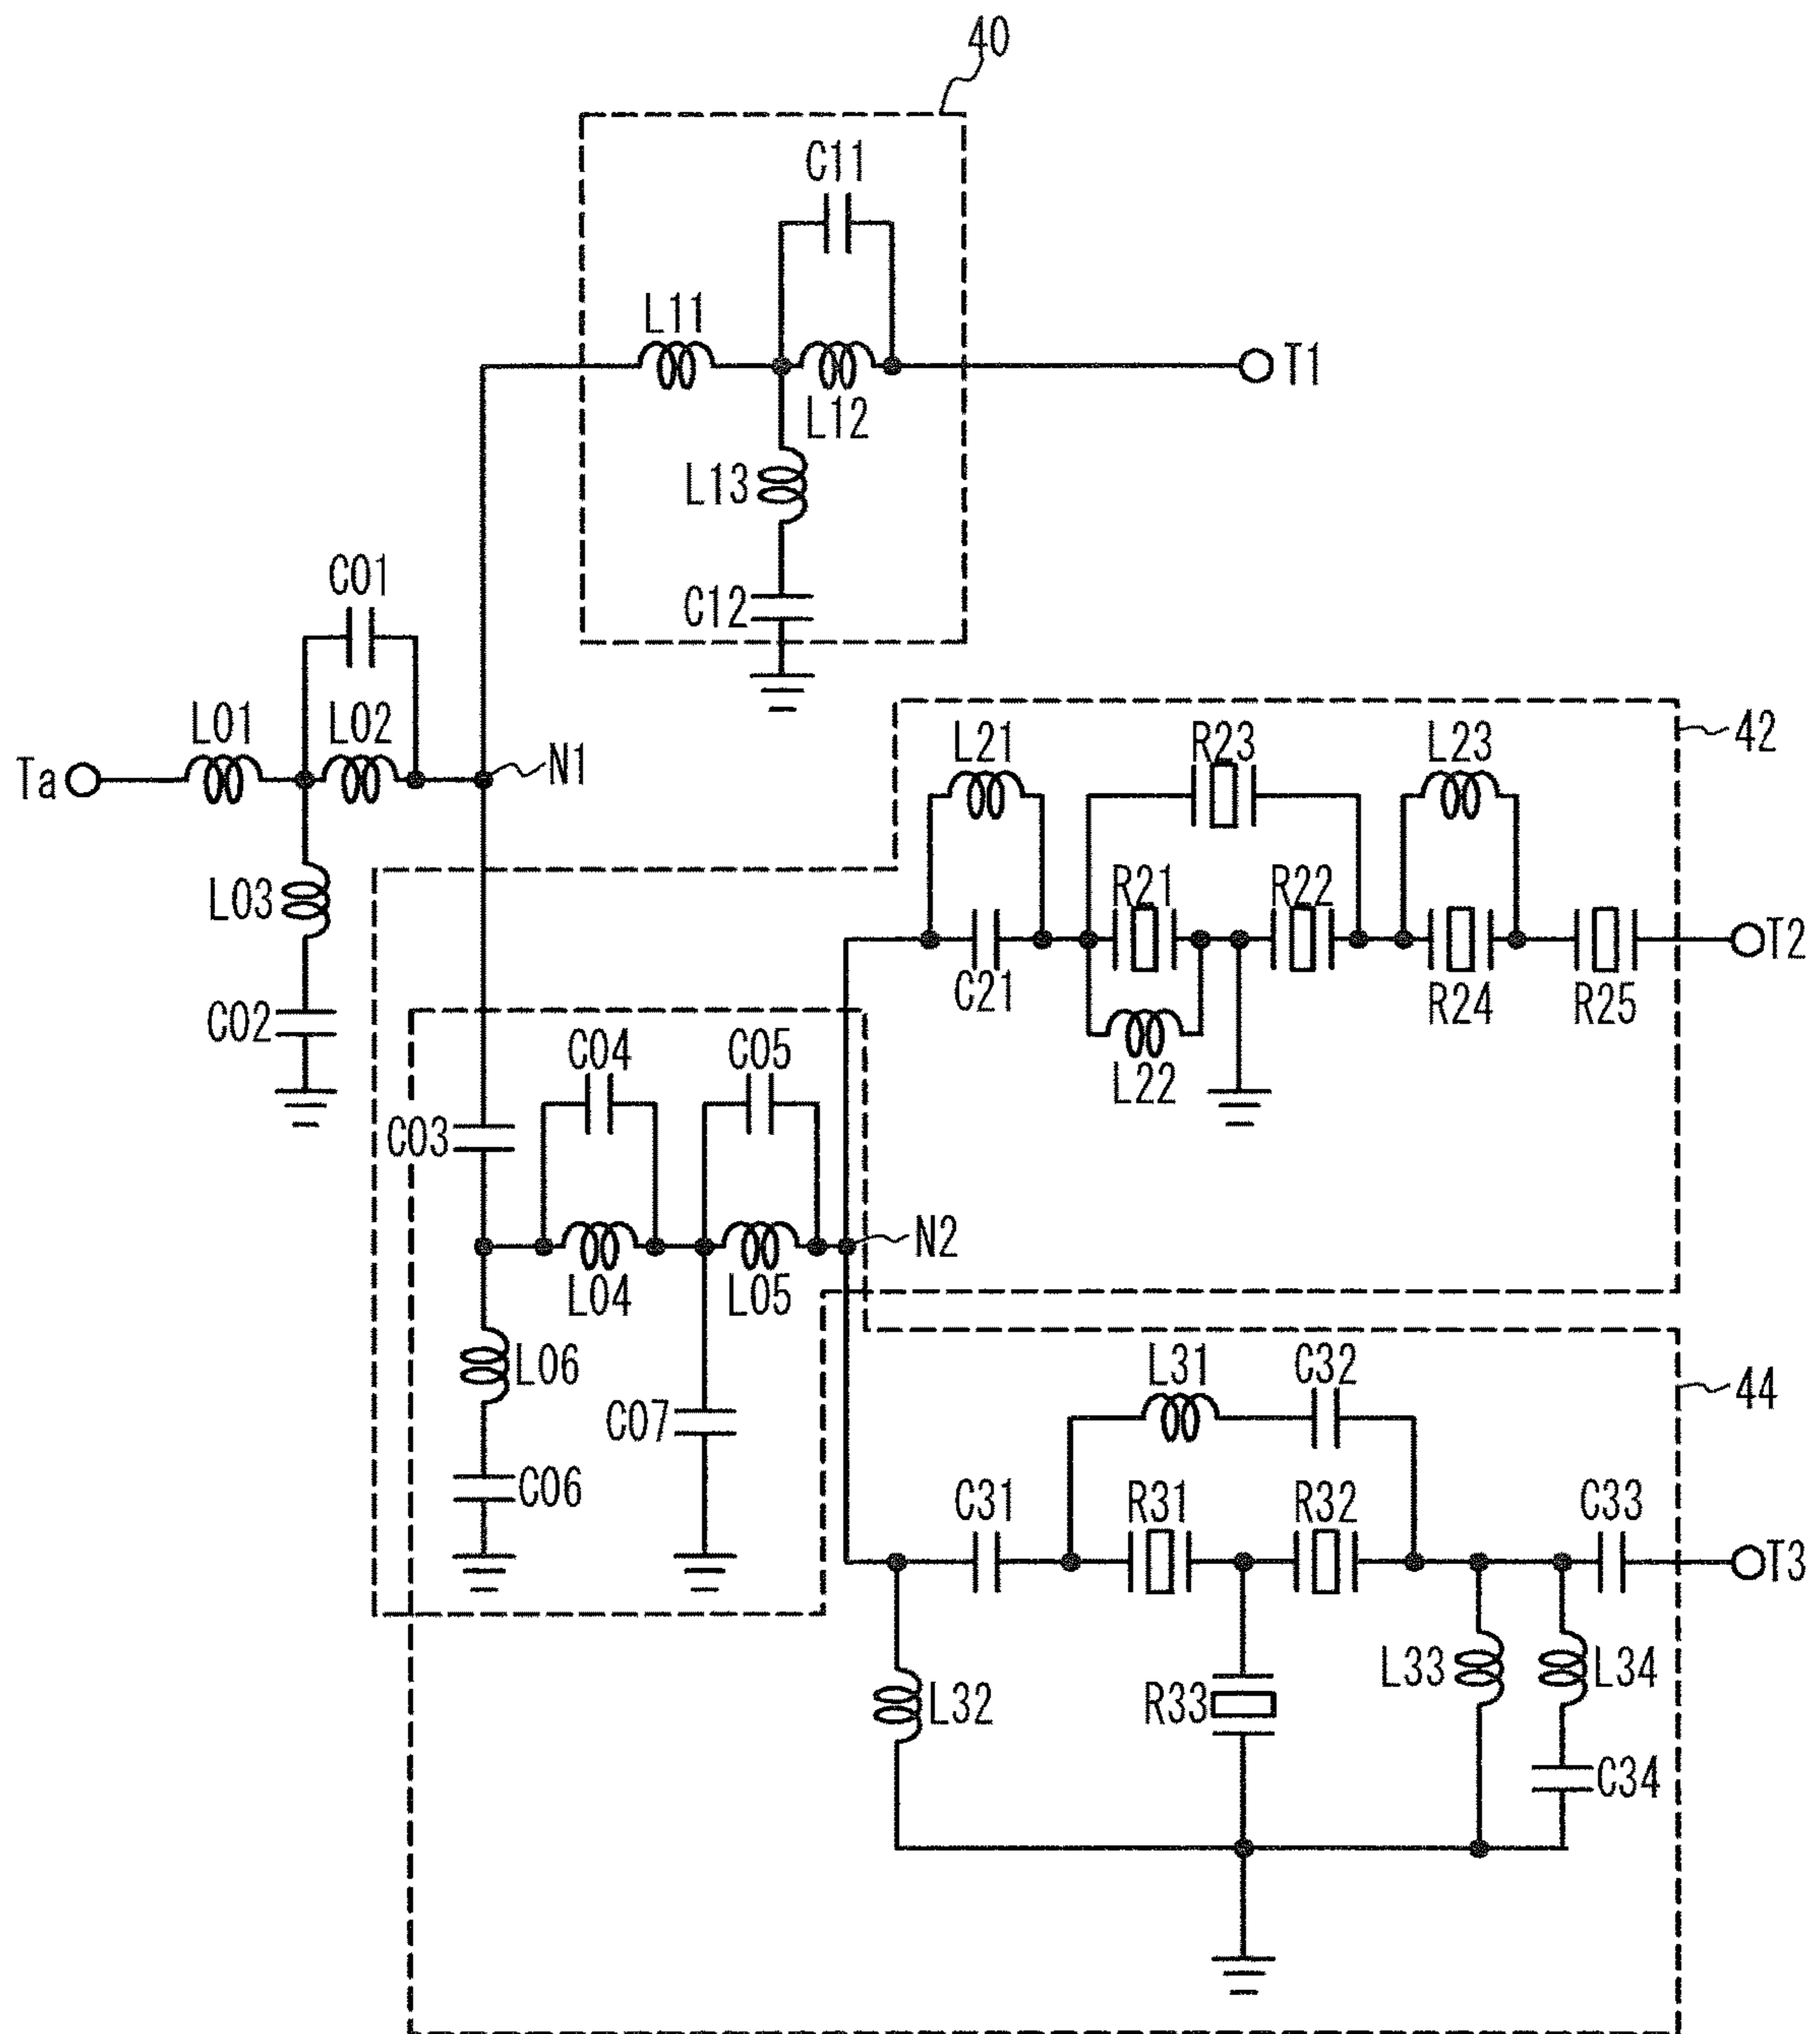 40
C11
L11
T1
L12
L13
C01
C12
L01
L02
N1
L21
R23
L23
42
Ta
L03
R21
R22
T2
C21
R24
R25
C02
C04
C05
L22
C03
N2
L04
L05
L06
L31
C32
44
C07
C06
C31
R31
R32
C33
T3
L32
R33
L33
L34
C34